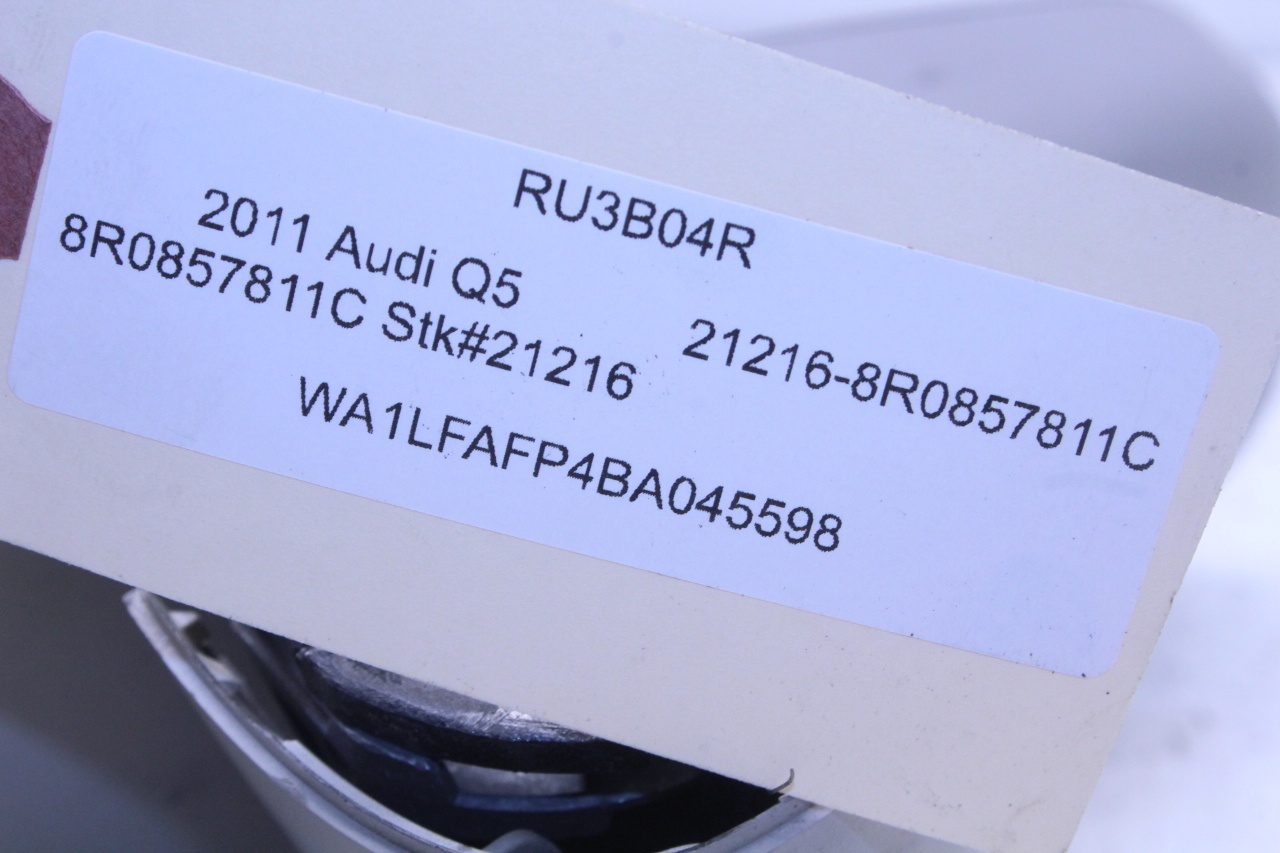 RU3B04R
2011 Audi Q5
8R0857811C Stk#21216
21216-8R0857811C
WA1LFAFP4BA045598